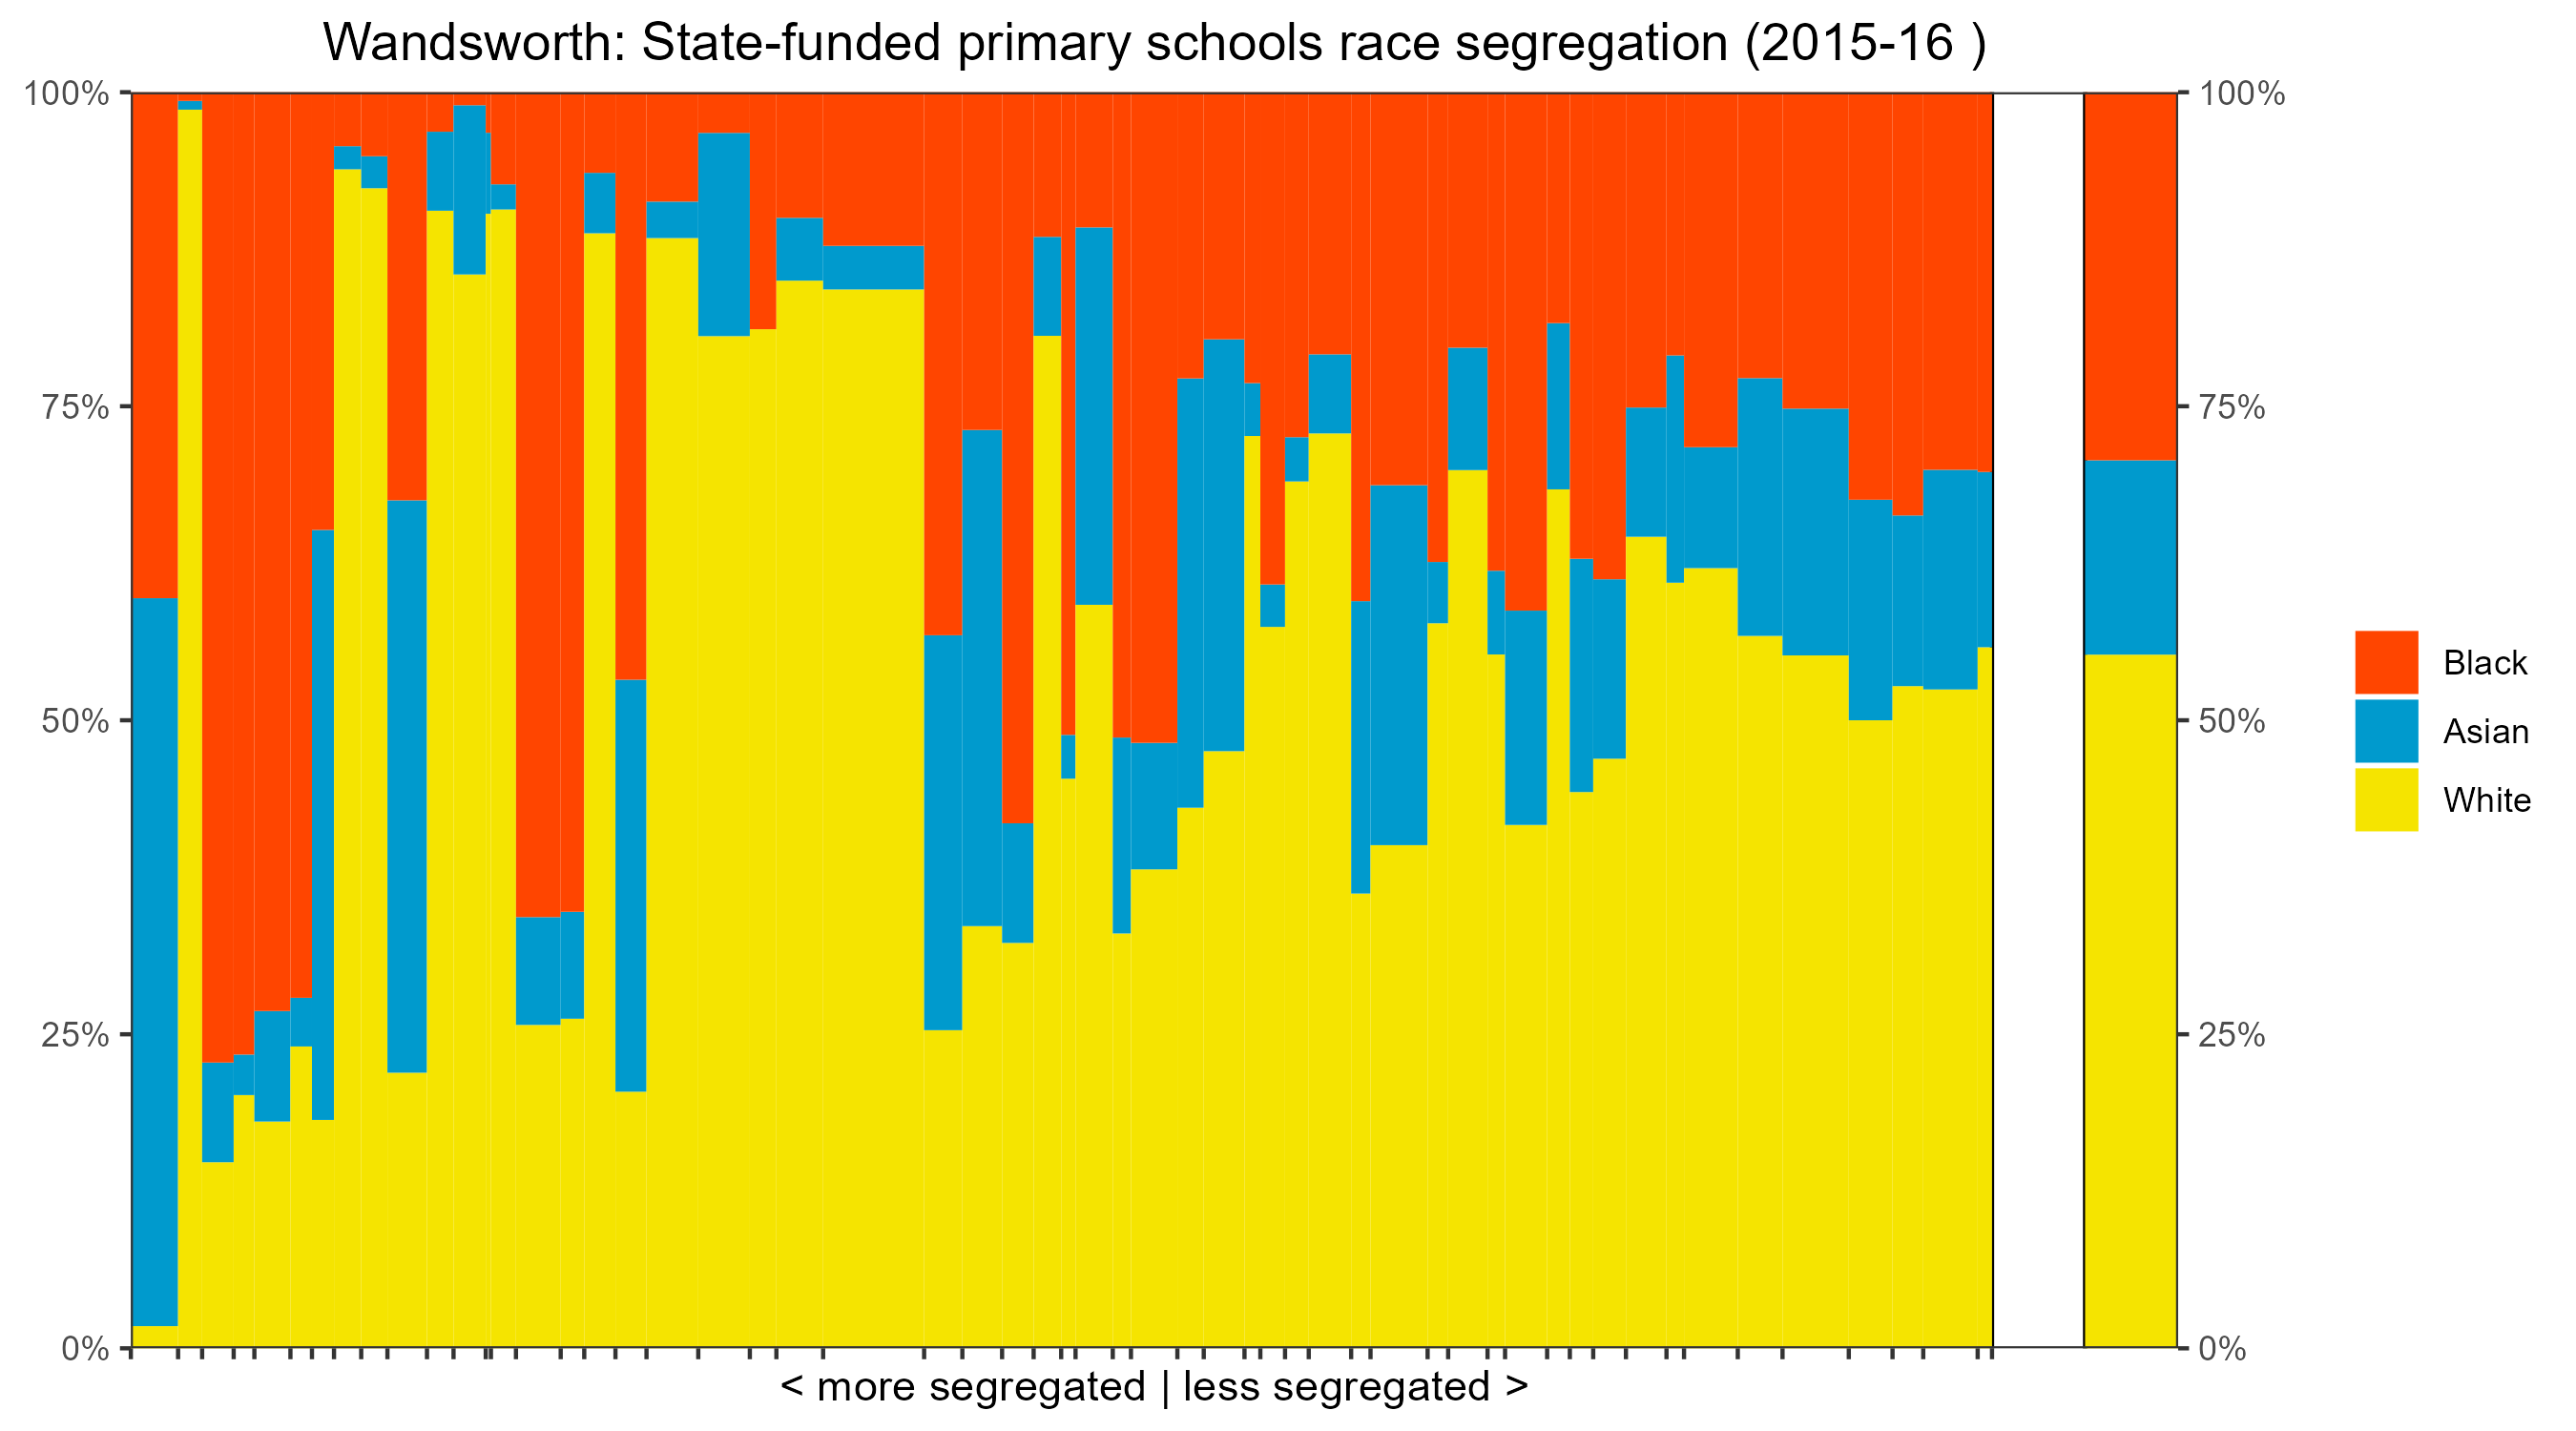 Wandsworth: State-funded primary schools race segregation (2015-16 )
100%
75%
50%
25%
0%
100%
75%
50%
25%
0%
Black
Asian
White
< more segregated | less segregated >